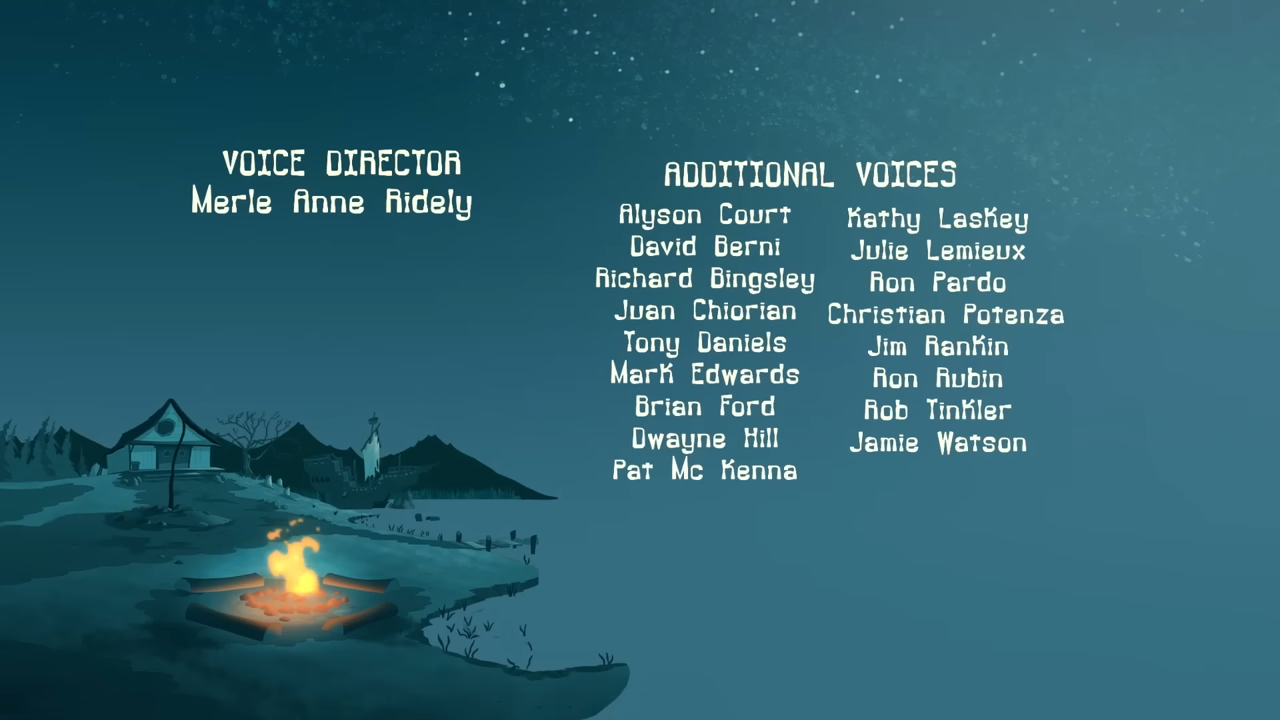 VOICE DIRECTOR
Merle Anne Ridely
ADDITIONAL VOICES
Alyson Court
David Berni
Richard Bingsley
Juan Chiorian
Tony Daniels
Mark Edwards
Brian Ford
Dwayne Hill
Pat Mc Kenna
Kathy Laskey
Julie Lemieux
Ron Pardo
Christian Potenza
Jim Rankin
Ron Rubin
Rob Tinkler
Jamie Watson